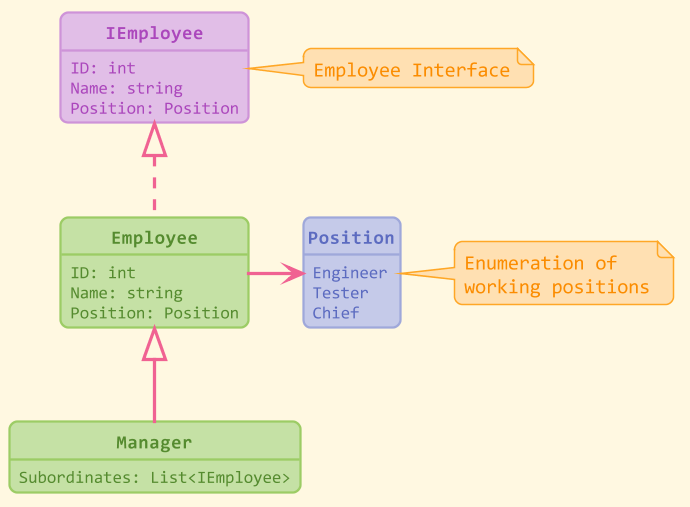 IEmployee
ID: int
Name: string
Position: Position
Employee Interface
Employee
ID: int
Name: string
Position: Position
Position
Engineer
Tester
Chief
Enumeration of
working positions
Manager
Subordinates: List<IEmployee>